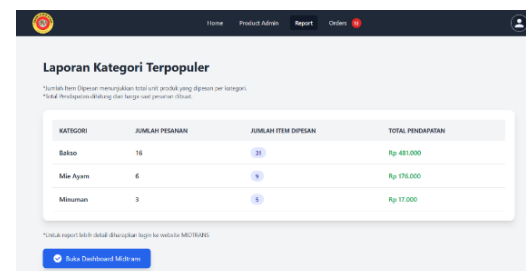 Home Product Admin Report Orders
Laporan Kategori Terpopuler
*Jumlah Item Dipesan menunjukkan total unit produk yang dipesan per kategori.
*Total Pendapatan dihitung dari harga saat pesanan dibuat.
KATEGORI JUMLAH PESANAN JUMLAH ITEM DIPESAN TOTAL PENDAPATAN
Bakso 16 31 Rp 481.000
Mie Ayam 6 9 Rp 176.000
Minuman 3 5 Rp 17.000
*Untuk report lebih detail diharapkan login ke website MIDTRANS
Buka Dashboard Midtrans